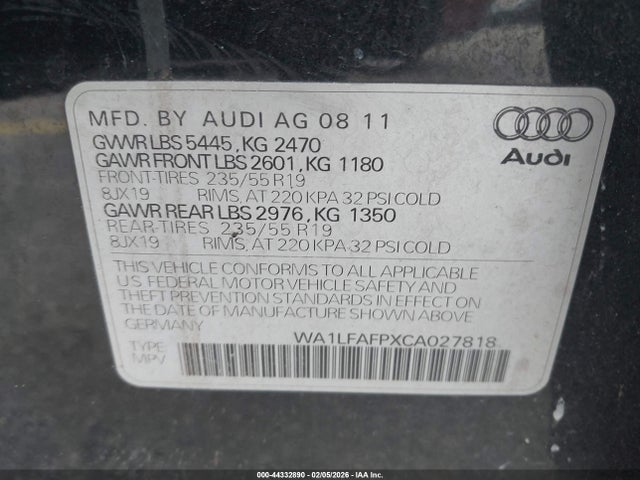 MFD. BY AUDI AG 08 11
GVWR LBS 5445, KG 2470
GAWR FRONT LBS 2601, KG 1180
FRONT-TIRES 235/55 R19
8JX19 RIMS, AT 220 KPA 32 PSI COLD
GAWR REAR LBS 2976, KG 1350
REAR-TIRES 235/55 R19
8JX19 RIMS, AT 220 KPA 32 PSI COLD
THIS VEHICLE CONFORMS TO ALL APPLICABLE
U.S. FEDERAL MOTOR VEHICLE SAFETY AND
THEFT PREVENTION STANDARDS IN EFFECT ON
THE DATE OF MANUFACTURE SHOWN ABOVE
GERMANY
WA1LFAFPXCA027818
TYPE
MPV
Audi
000-44332890 - 02/05/2026 - IAA Inc.